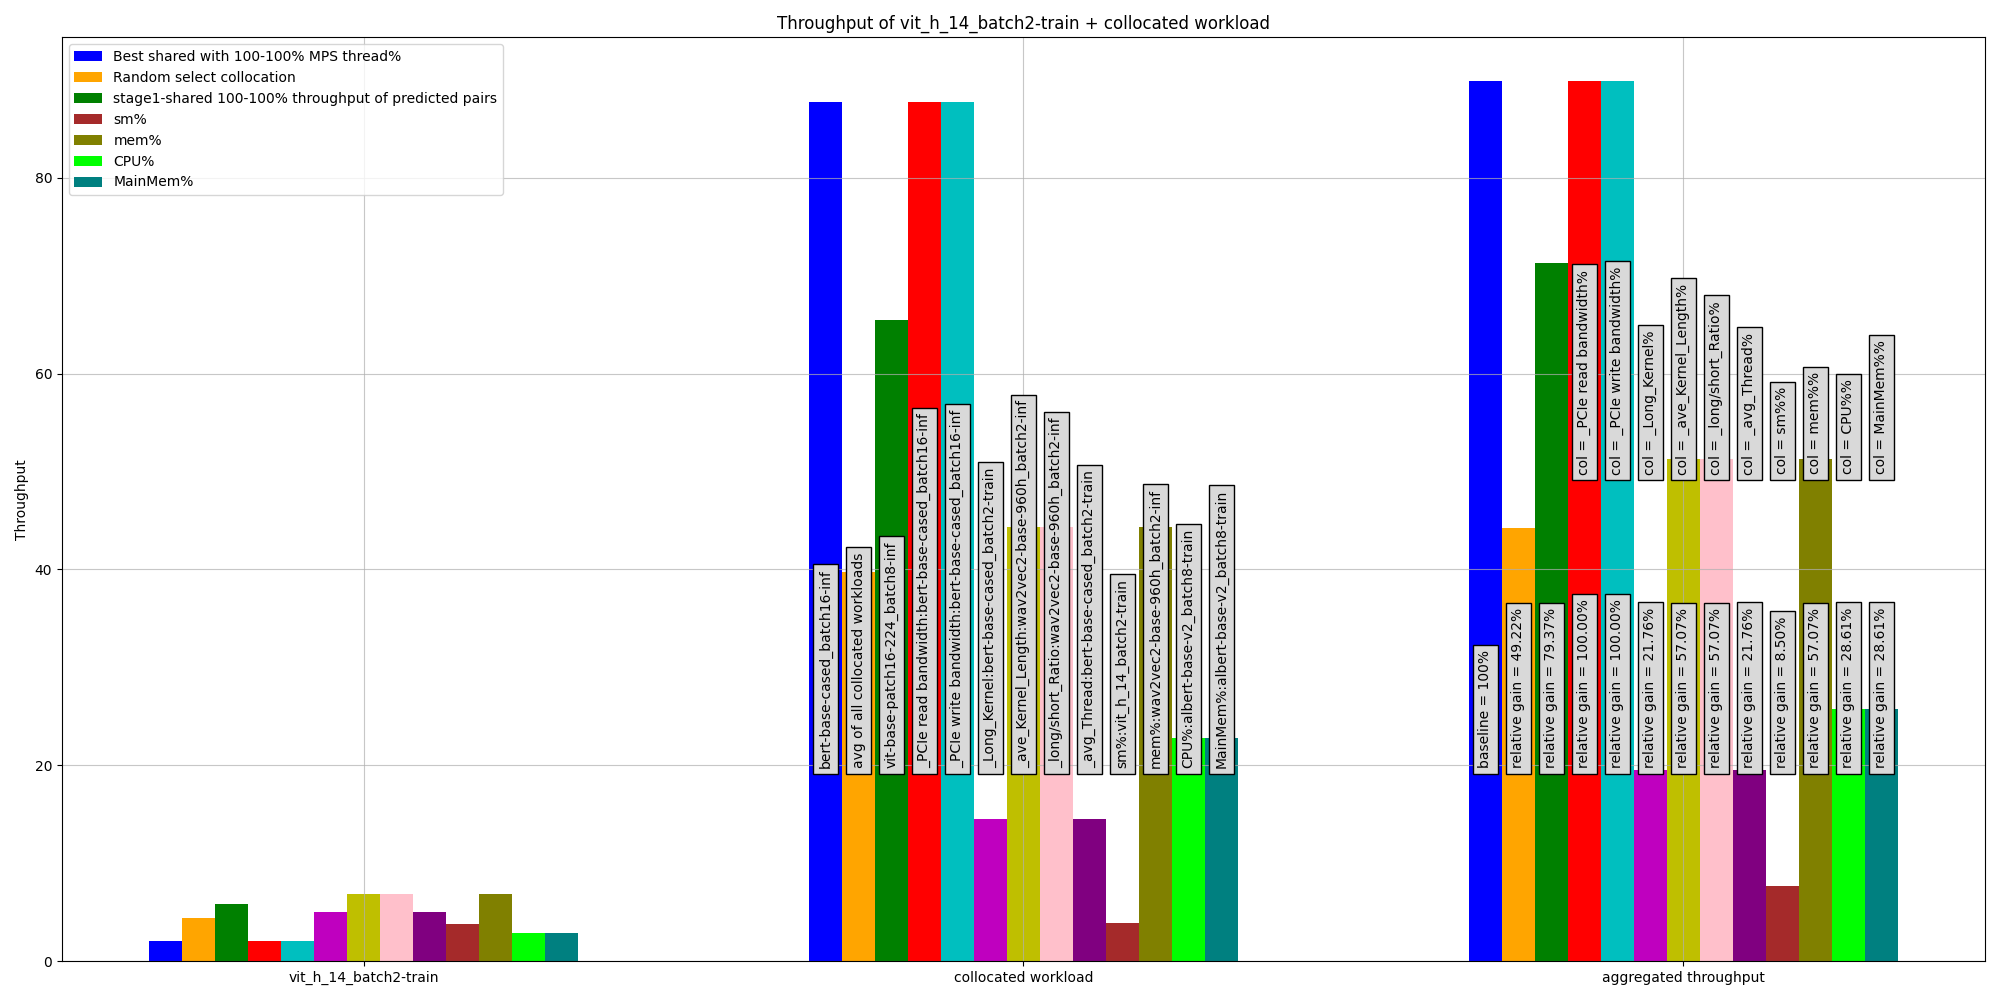 Throughput of vit_h_14_batch2-train + collocated workload
Best shared with 100-100% MPS thread%
Random select collocation
stage1-shared 100-100% throughput of predicted pairs
sm%
mem%
CPU%
MainMem%
Throughput
80
60
40
20
0
bert-base-cased_batch16-inf
avg of all collocated workloads
vit-base-patch16-224_batch8-inf
_PCIe read bandwidth:bert-base-cased_batch16-inf
_PCIe write bandwidth:bert-base-cased_batch16-inf
_Long_Kernel:bert-base-cased_batch2-train
_ave_Kernel_Length:wav2vec2-base-960h_batch2-inf
_long/short_Ratio:wav2vec2-base-960h_batch2-inf
_avg_Thread:bert-base-cased_batch2-train
sm%:vit_h_14_batch2-train
mem%:wav2vec2-base-960h_batch2-inf
CPU%:albert-base-v2_batch8-train
MainMem%:albert-base-v2_batch8-train
col = _PCIe read bandwidth%
col = _PCIe write bandwidth%
col = _Long_Kernel%
col = _ave_Kernel_Length%
col = _long/short_Ratio%
col = _avg_Thread%
col = sm%%
col = mem%%
col = CPU%%
col = MainMem%%
baseline = 100%
relative gain = 49.22%
relative gain = 79.37%
relative gain = 100.00%
relative gain = 100.00%
relative gain = 21.76%
relative gain = 57.07%
relative gain = 57.07%
relative gain = 21.76%
relative gain = 8.50%
relative gain = 57.07%
relative gain = 28.61%
relative gain = 28.61%
vit_h_14_batch2-train
collocated workload
aggregated throughput